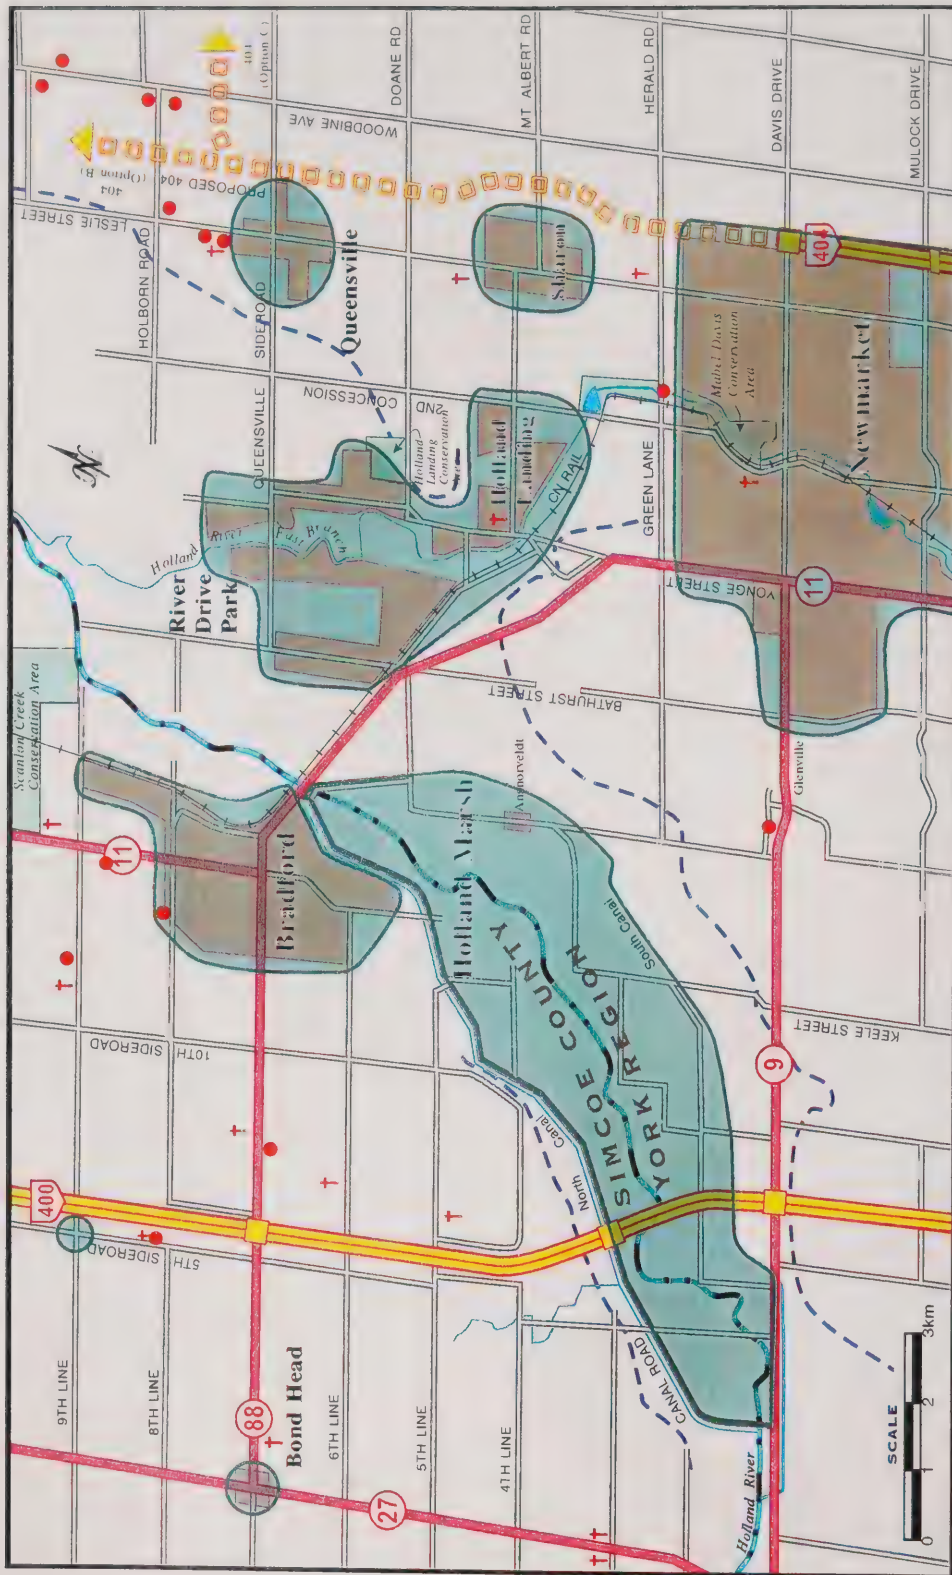 9TH LINE
8TH LINE
88
Bond Head
6TH LINE
5TH LINE
4TH LINE
27
CANAL ROAD
Holland River
SCALE
0 1 2 3km
400
5TH
SIDEROAD
10TH
SIDEROAD
North
Canal
SIMCOE COUNTY
YORK REGION
South Canal
9
KEELE STREET
Scanlon Creek
Conservation Area
11
Bradford
Holland Marsh
Ansnorveldt
Glenville
BATHURST STREET
River
Drive
Park
Holland River
East Branch
N
HOLBORN ROAD
QUEENSVILLE
SIDEROAD
2ND
CONCESSION
Holland
Landing
Conservation
Area
Holland
Landing
CN RAIL
GREEN LANE
YONGE STREET
11
LESLIE STREET
PROPOSED 404
404
(Option B)
404
(Option C)
WOODBINE AVE
Queensville
Sharon
DOANE RD
MT ALBERT RD
HERALD RD
DAVIS DRIVE
MULOCK DRIVE
404
Mabel Davis
Conservation
Area
Newmarket